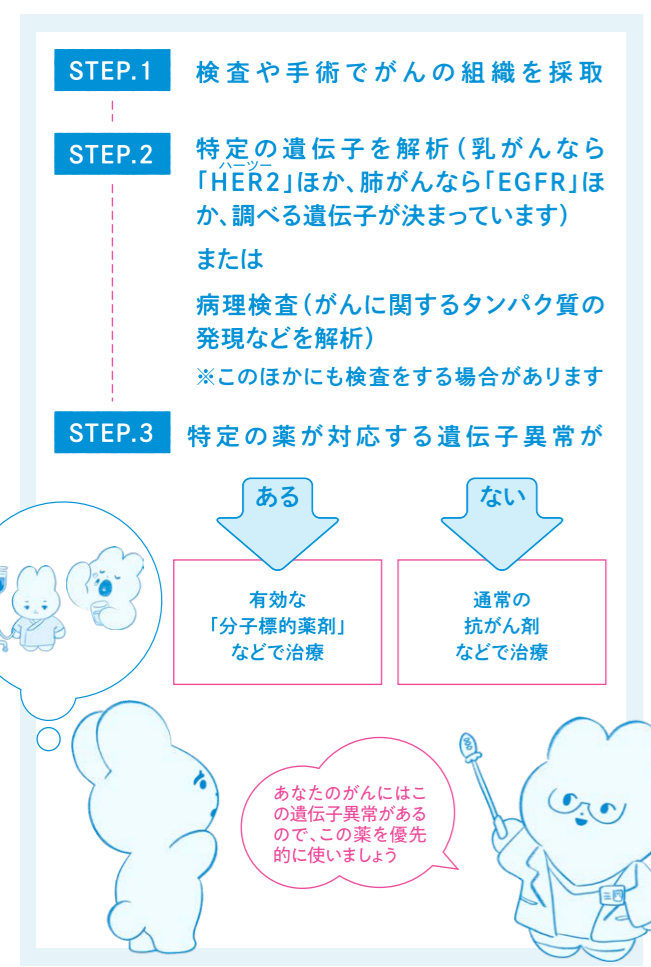 STEP.1
検査や手術でがんの組織を採取
STEP.2
特定の遺伝子を解析（乳がんなら
ハーツー
「HER2」ほか、肺がんなら「EGFR」ほ
か、調べる遺伝子が決まっています）
または
病理検査（がんに関するタンパク質の
発現などを解析）
※このほかにも検査をする場合があります
STEP.3
特定の薬が対応する遺伝子異常が
ある
有効な
「分子標的薬剤」
などで治療
ない
通常の
抗がん剤
などで治療
あなたのがんにはこ
の遺伝子異常がある
ので、この薬を優先
的に使いましょう